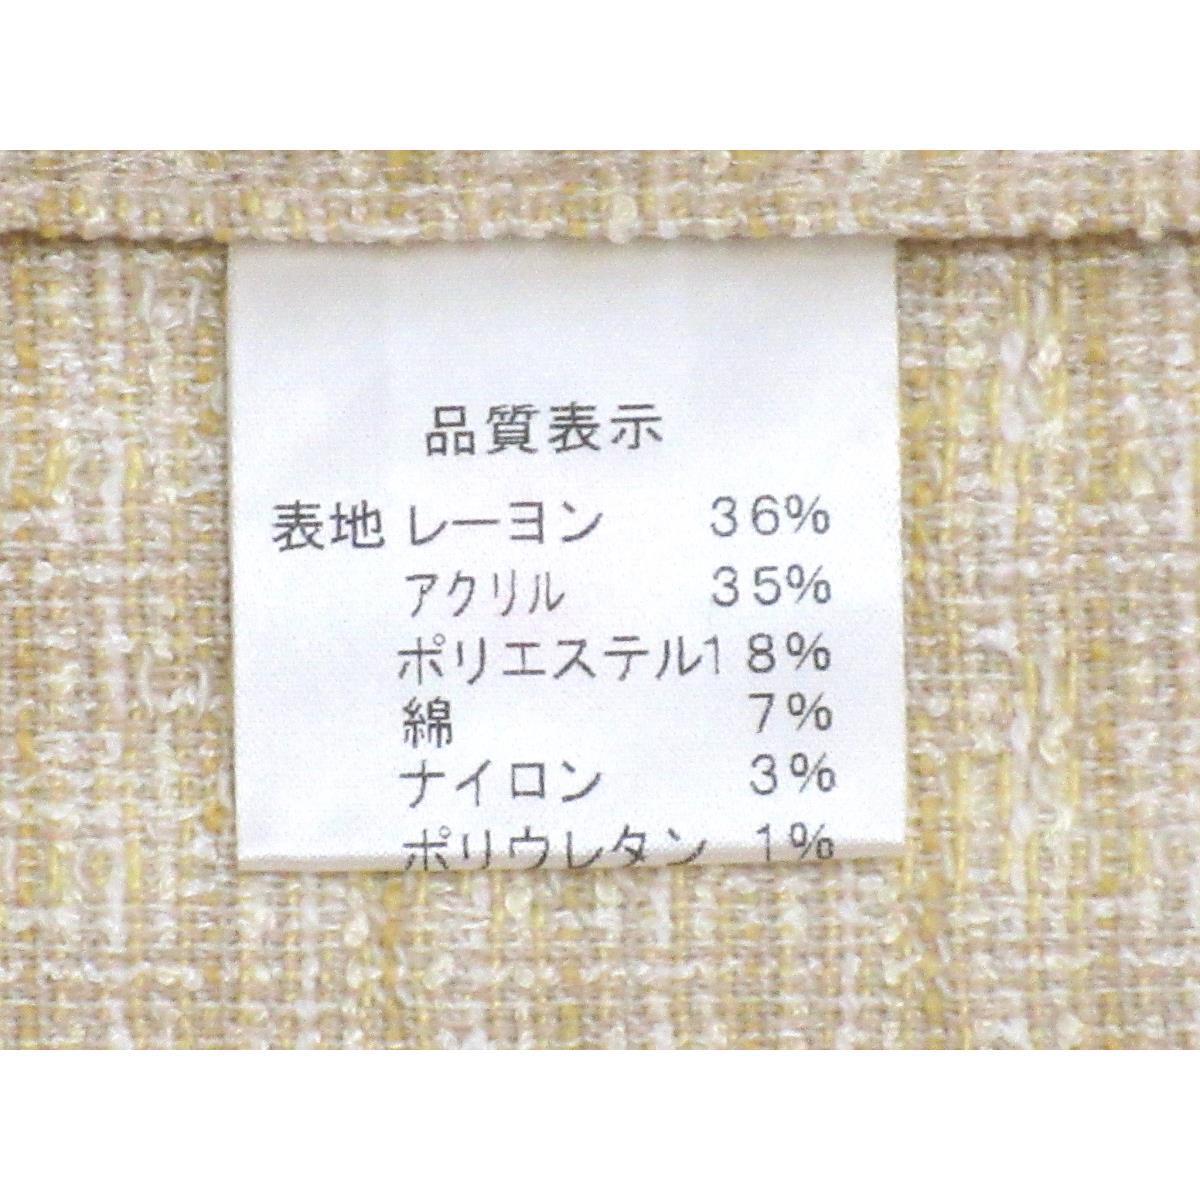 品質表示
表地 レーヨン 36%
アクリル 35%
ポリエステル18%
綿 7%
ナイロン 3%
ポリウレタン 1%